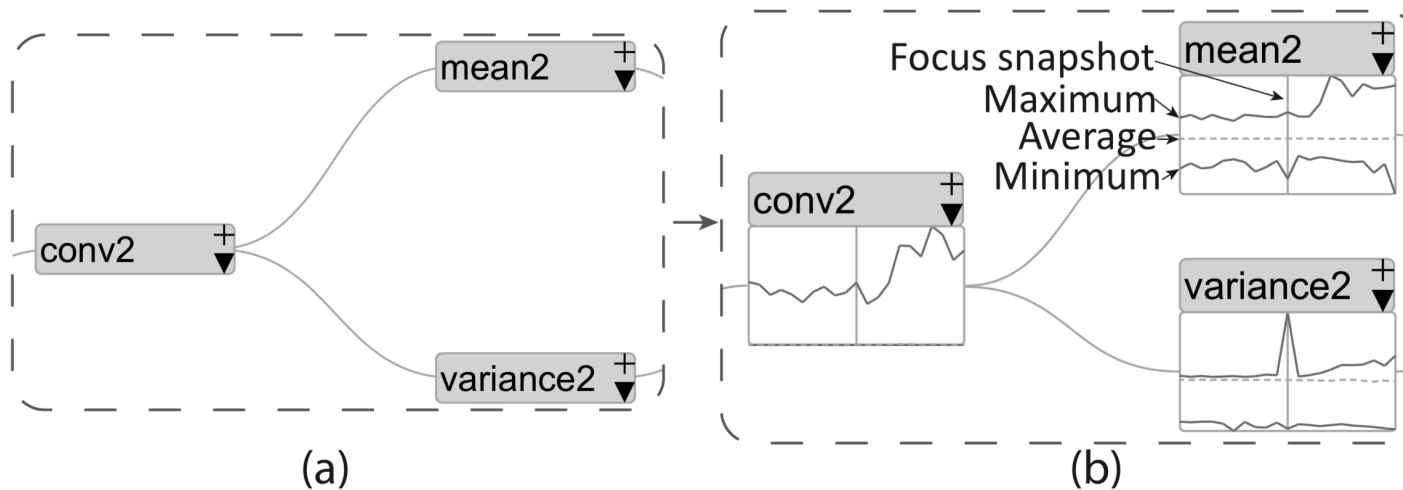 mean2
conv2
variance2
(a)
mean2
Focus snapshot
Maximum
Average
Minimum
conv2
variance2
(b)